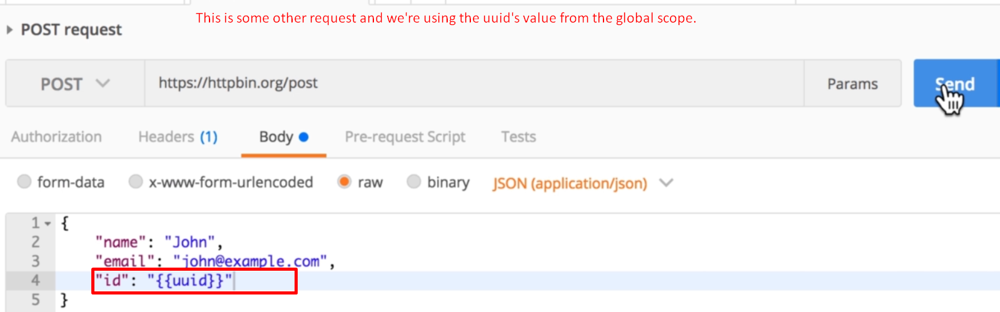 This is some other request and we're using the uuid's value from the global scope.
POST request
POST https://httpbin.org/post Params Send
Authorization Headers (1) Body Pre-request Script Tests
form-data x-www-form-urlencoded raw binary JSON (application/json)
1 {
2 "name": "John",
3 "email": "john@example.com",
4 "id": "{{uuid}}"
5 }